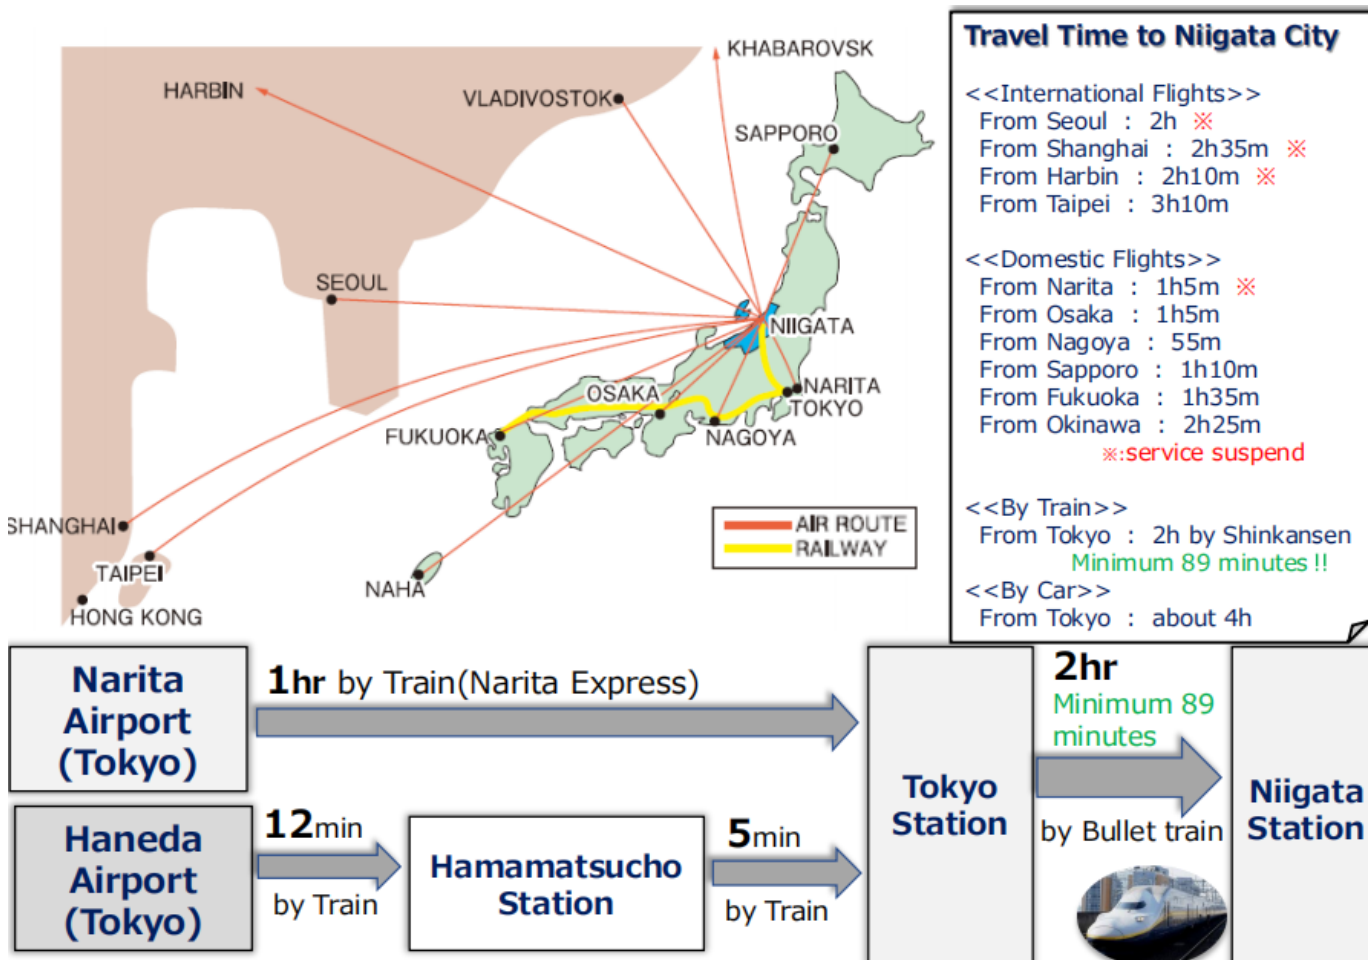 KHABAROVSK
HARBIN
VLADIVOSTOK
SAPPORO
SEOUL
NIIGATA
OSAKA
NARITA
TOKYO
FUKUOKA
NAGOYA
SHANGHAI
TAIPEI
NAHA
HONG KONG
AIR ROUTE
RAILWAY
Travel Time to Niigata City
<<International Flights>>
From Seoul : 2h ※
From Shanghai : 2h35m ※
From Harbin : 2h10m ※
From Taipei : 3h10m
<<Domestic Flights>>
From Narita : 1h5m ※
From Osaka : 1h5m
From Nagoya : 55m
From Sapporo : 1h10m
From Fukuoka : 1h35m
From Okinawa : 2h25m
※:service suspend
<<By Train>>
From Tokyo : 2h by Shinkansen
Minimum 89 minutes !!
<<By Car>>
From Tokyo : about 4h
Narita
Airport
(Tokyo)
1hr by Train(Narita Express)
Haneda
Airport
(Tokyo)
12min
by Train
Hamamatsucho
Station
5min
by Train
Tokyo
Station
2hr
Minimum 89
minutes
by Bullet train
Niigata
Station